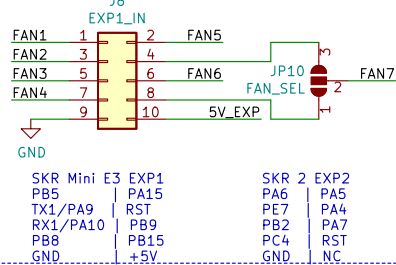 J8
EXP1_IN
FAN1 1 2 FAN5
FAN2 3 4
FAN3 5 6 FAN6
FAN4 7 8
9 10 5V_EXP
GND
JP10
FAN_SEL
3
2 FAN7
1
SKR Mini E3 EXP1
PB5 | PA15
TX1/PA9 | RST
RX1/PA10 | PB9
PB8 | PB15
GND | +5V
SKR 2 EXP2
PA6 | PA5
PE7 | PA4
PB2 | PA7
PC4 | RST
GND | NC